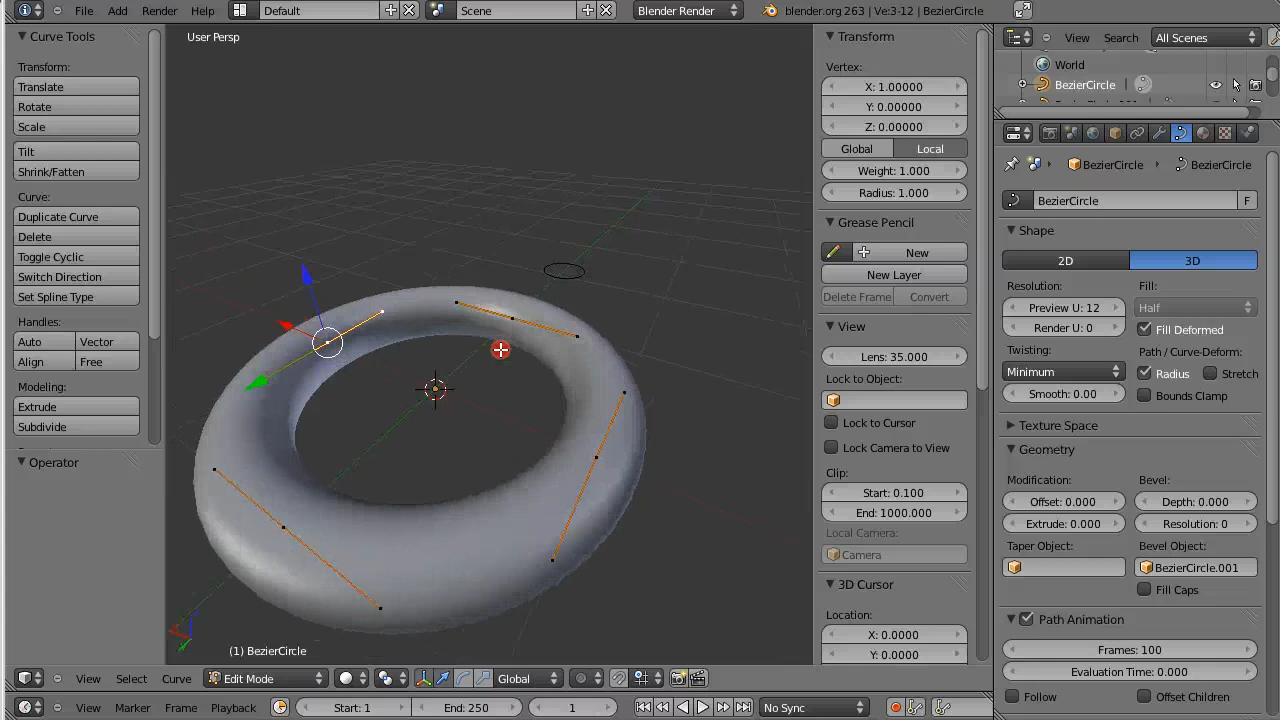 File Add Render Help Default Scene Blender Render blender.org 263 | Ve:3-12 | BezierCircle
Curve Tools
Transform:
Translate
Rotate
Scale
Tilt
Shrink/Fatten
Curve:
Duplicate Curve
Delete
Toggle Cyclic
Switch Direction
Set Spline Type
Handles:
Auto Vector
Align Free
Modeling:
Extrude
Subdivide
Operator
User Persp
(1) BezierCircle
Transform
Vertex:
X: 1.00000
Y: 0.00000
Z: 0.00000
Global Local
Weight: 1.000
Radius: 1.000
Grease Pencil
New
New Layer
Delete Frame Convert
View
Lens: 35.000
Lock to Object:
Lock to Cursor
Lock Camera to View
Clip:
Start: 0.100
End: 1000.000
Local Camera:
Camera
3D Cursor
Location:
X: 0.0000
Y: 0.0000
View Search All Scenes
World
BezierCircle
BezierCircle BezierCircle
BezierCircle F
Shape
2D 3D
Resolution: Fill:
Preview U: 12 Half
Render U: 0 Fill Deformed
Twisting: Path / Curve-Deform:
Minimum Radius Stretch
Smooth: 0.00 Bounds Clamp
Texture Space
Geometry
Modification: Bevel:
Offset: 0.000 Depth: 0.000
Extrude: 0.000 Resolution: 0
Taper Object: Bevel Object:
BezierCircle.001
Fill Caps
Path Animation
Frames: 100
Evaluation Time: 0.000
Follow Offset Children
View Select Curve Edit Mode Global
View Marker Frame Playback Start: 1 End: 250 1 No Sync